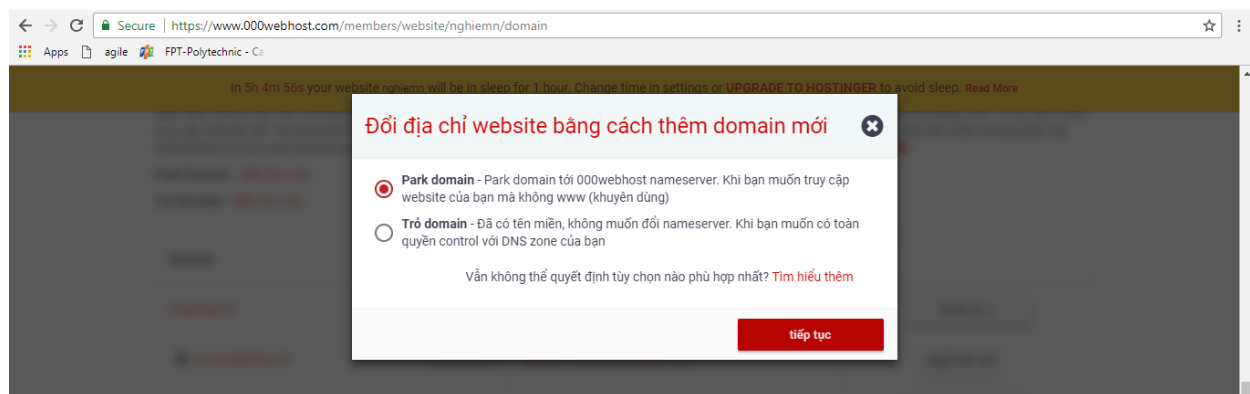 Secure https://www.000webhost.com/members/website/nghiemn/domain
Apps agile FPT-Polytechnic - Ca
In 5h 4m 56s your website nghiemn will be in sleep for 1 hour. Change time in settings or UPGRADE TO HOSTINGER to avoid sleep. Read More
Đổi địa chỉ website bằng cách thêm domain mới
Park domain - Park domain tới 000webhost nameserver. Khi bạn muốn truy cập
website của bạn mà không www (khuyên dùng)
Trỏ domain - Đã có tên miền, không muốn đổi nameserver. Khi bạn muốn có toàn
quyền control với DNS zone của bạn
Vẫn không thể quyết định tùy chọn nào phù hợp nhất? Tìm hiểu thêm
tiếp tục